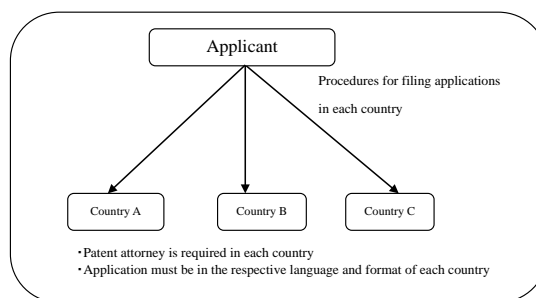 Applicant
Procedures for filing applications
in each country
Country A
Country B
Country C
・Patent attorney is required in each country
・Application must be in the respective language and format of each country